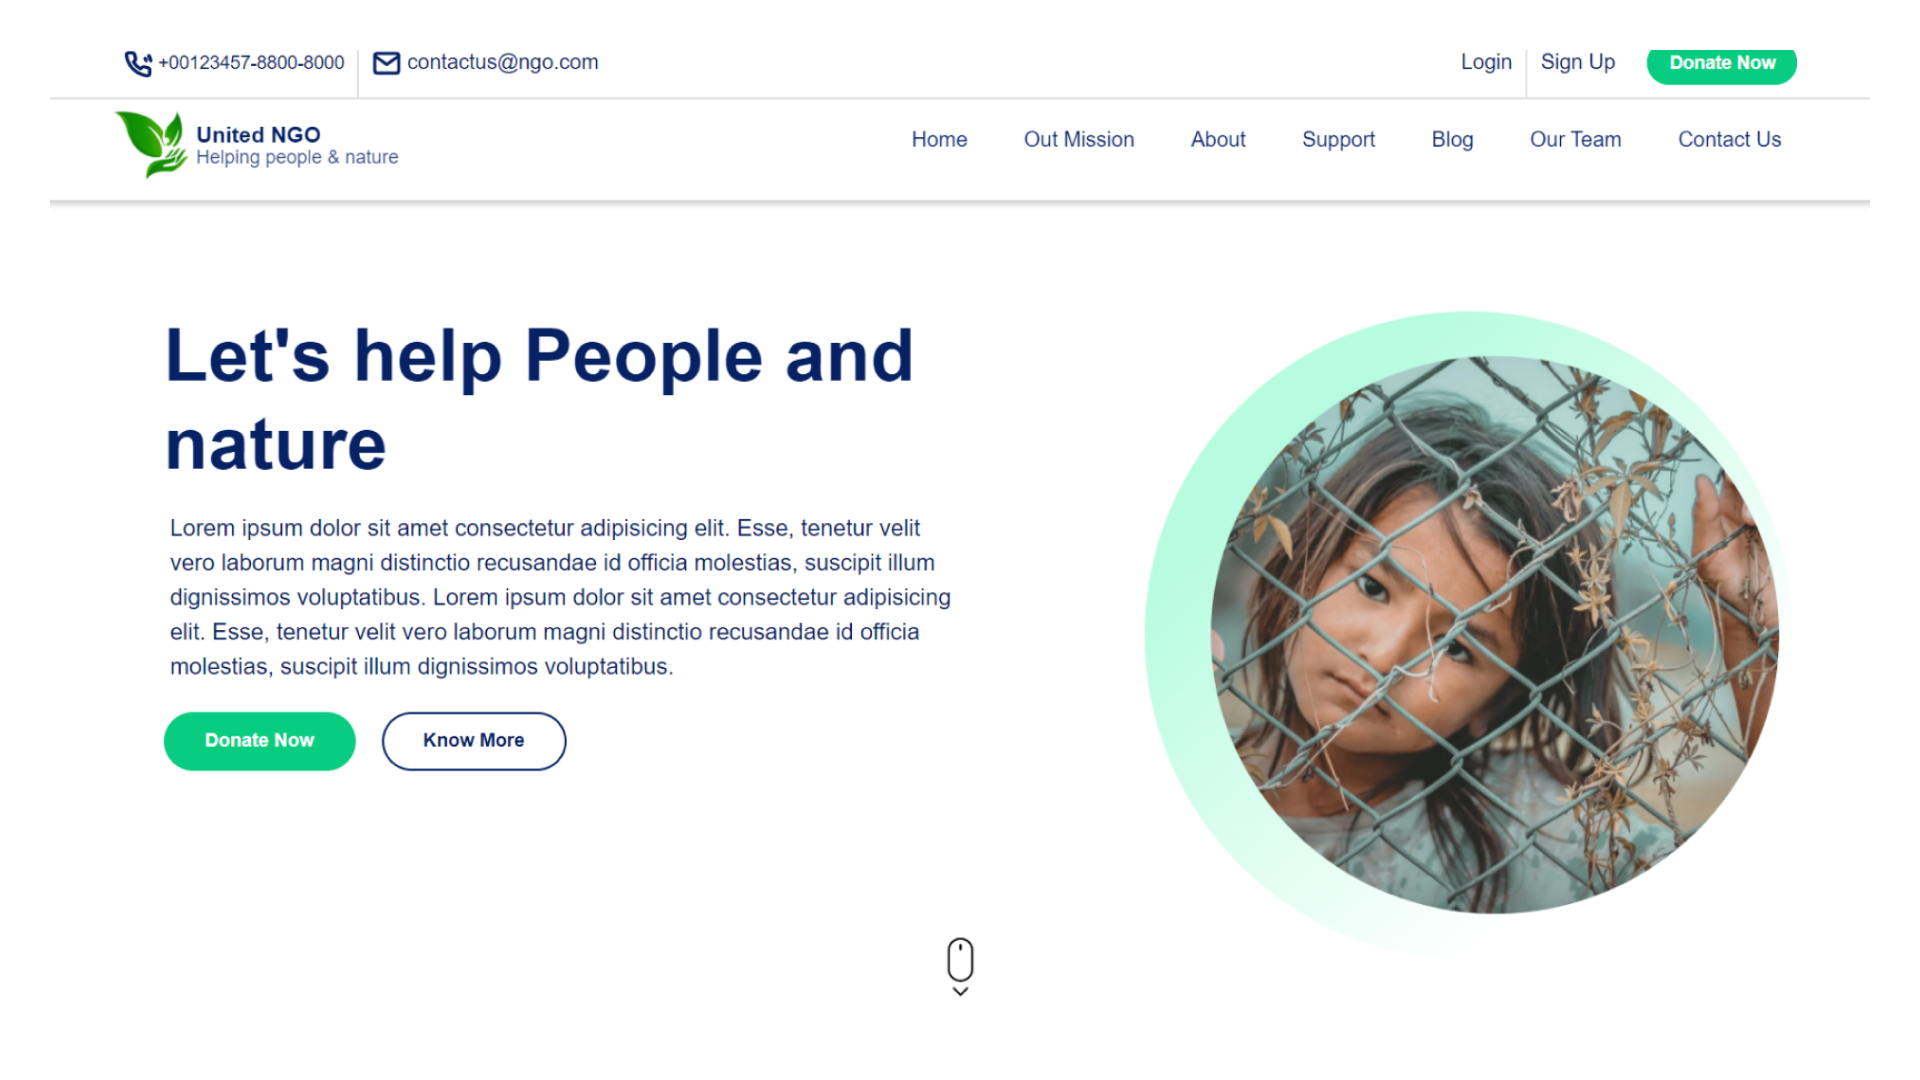 +00123457-8800-8000 contactus@ngo.com Login Sign Up Donate Now
United NGO
Helping people & nature
Home Out Mission About Support Blog Our Team Contact Us
Let's help People and
nature
Lorem ipsum dolor sit amet consectetur adipisicing elit. Esse, tenetur velit
vero laborum magni distinctio recusandae id officia molestias, suscipit illum
dignissimos voluptatibus. Lorem ipsum dolor sit amet consectetur adipisicing
elit. Esse, tenetur velit vero laborum magni distinctio recusandae id officia
molestias, suscipit illum dignissimos voluptatibus.
Donate Now Know More